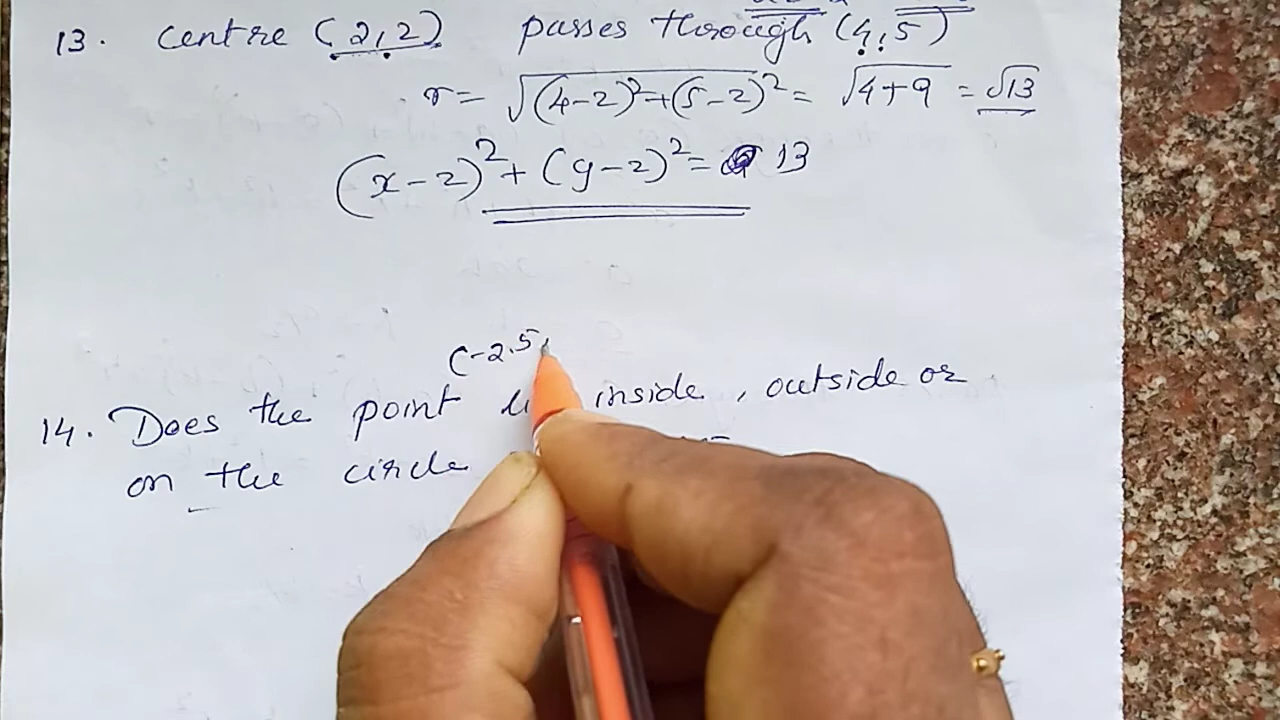 13. Centre (2,2) passes through (4,5)
r = √(4-2)²+(5-2)² = √4+9 = √13
(x-2)²+(y-2)²= 13
(-2.5,
14. Does the point inside, outside or
on the circle